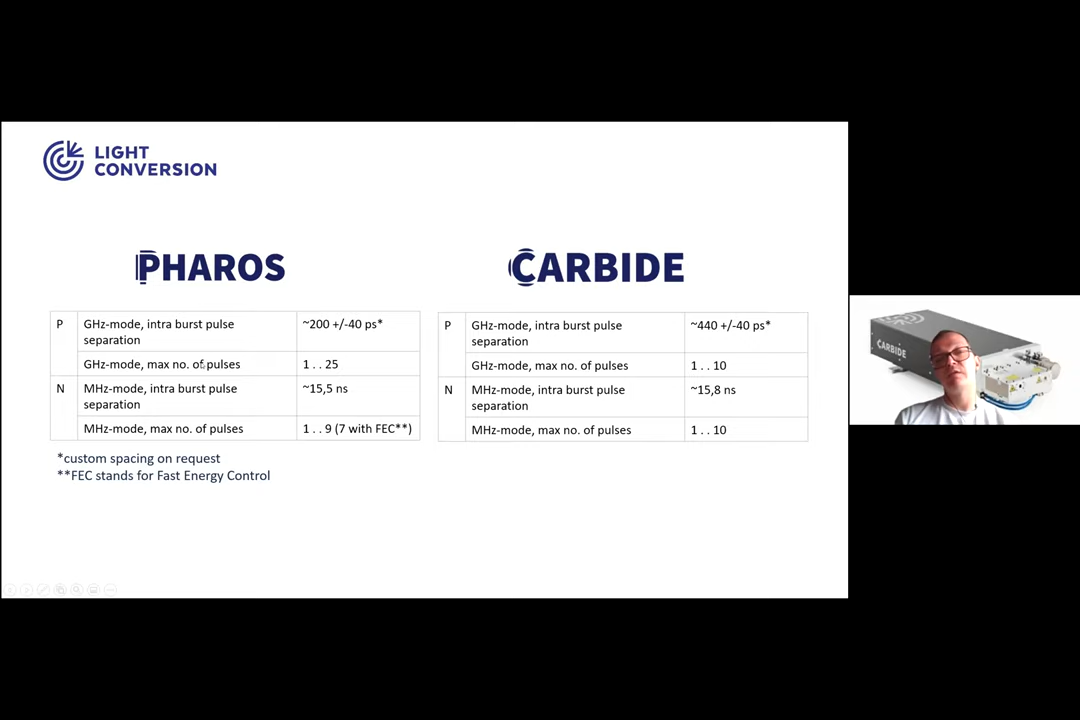 LIGHT
CONVERSION
PHAROS
P
GHz-mode, intra burst pulse
separation
~200 +/-40 ps*
GHz-mode, max no. of pulses
1 . . 25
N
MHz-mode, intra burst pulse
separation
~15,5 ns
MHz-mode, max no. of pulses
1 . . 9 (7 with FEC**)
*custom spacing on request
**FEC stands for Fast Energy Control
CARBIDE
P
GHz-mode, intra burst pulse
separation
~440 +/-40 ps*
GHz-mode, max no. of pulses
1 . . 10
N
MHz-mode, intra burst pulse
separation
~15,8 ns
MHz-mode, max no. of pulses
1 . . 10
CARBIDE